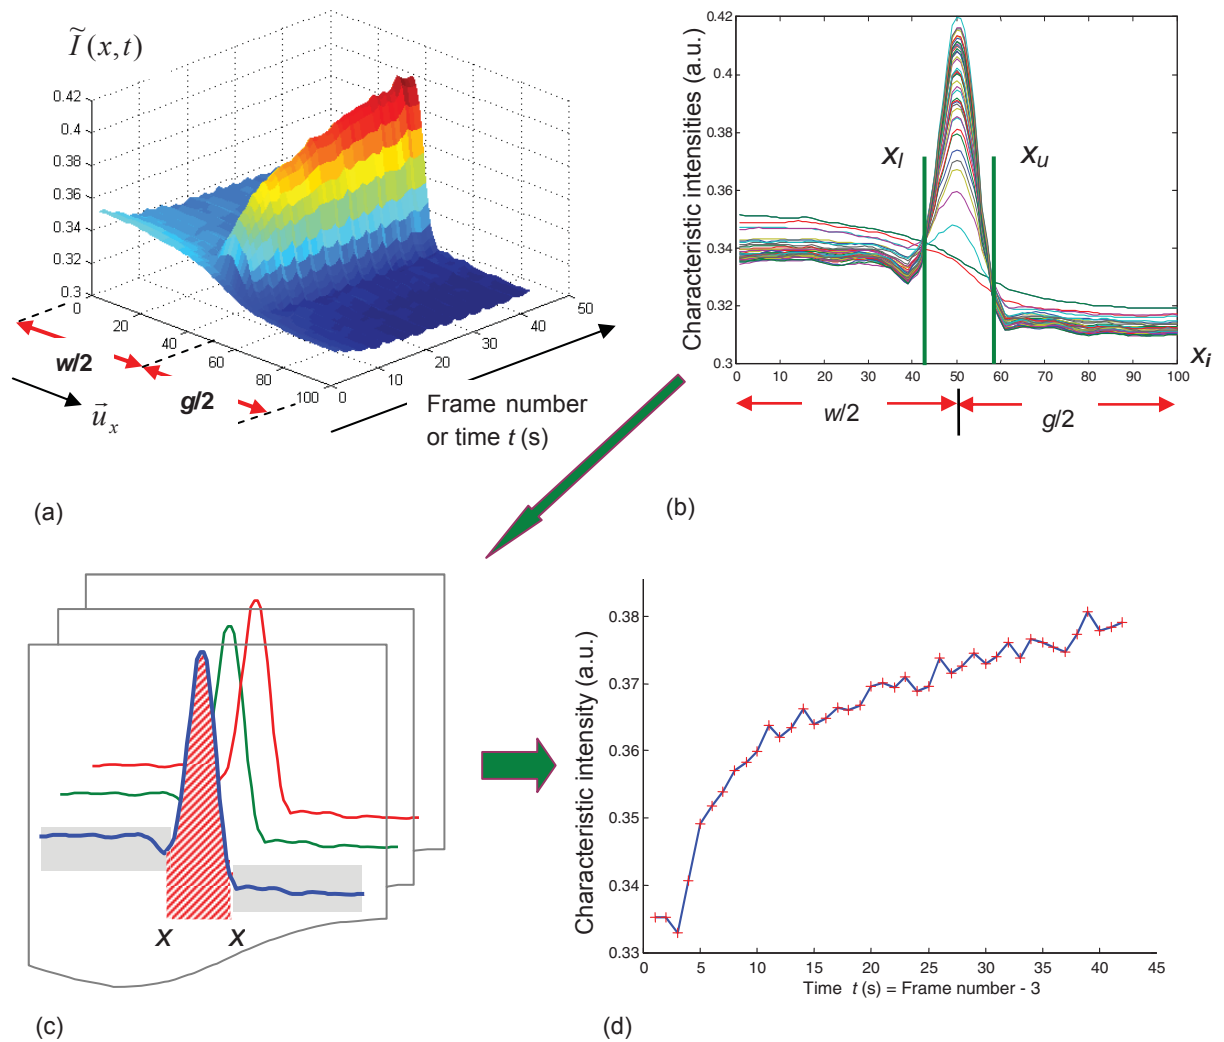 Ĩ(x,t)
0.42
0.4
0.38
0.36
0.34
0.32
0.3
0
20
40
60
80
100
0
10
20
30
40
50
w/2
g/2
u⃗x
Frame number
or time t (s)
(a)
Characteristic intensities (a.u.)
0.42
0.4
0.38
0.36
0.34
0.32
0.3
xl
xu
xi
0 10 20 30 40 50 60 70 80 90 100
w/2
g/2
(b)
x x
(c)
Characteristic intensity (a.u.)
0.38
0.37
0.36
0.35
0.34
0.33
0 5 10 15 20 25 30 35 40 45
Time t (s) = Frame number - 3
(d)